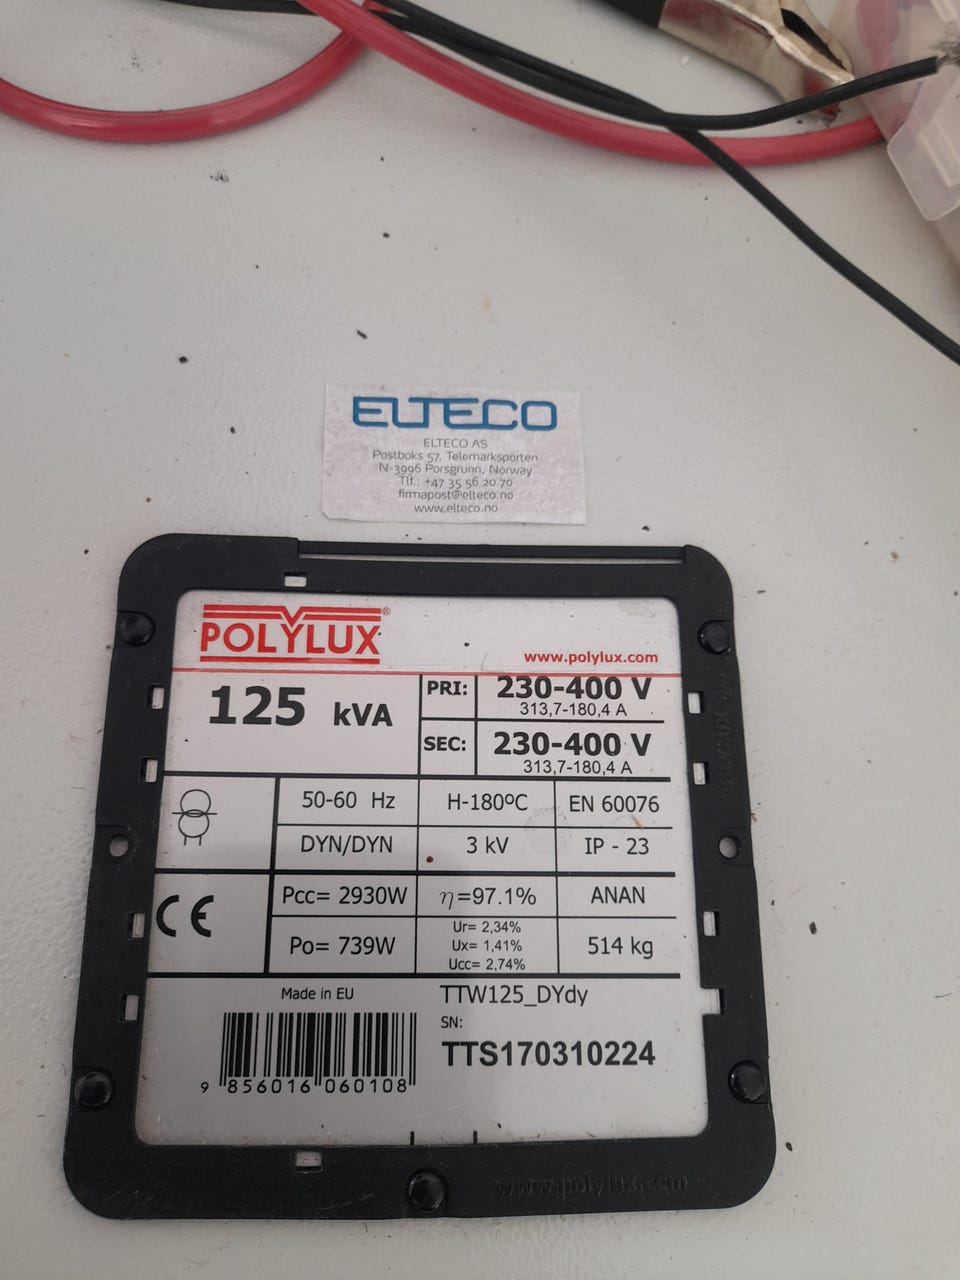 ELTECO
ELTECO AS
Postboks 57, Telemarksporten
N-3996 Porsgrunn, Norway
Tlf.: +47 35 56 20 70
firmapost@elteco.no
www.elteco.no
POLYLUX®
www.polylux.com
125 kVA
PRI: 230-400 V
313,7-180,4 A
SEC: 230-400 V
313,7-180,4 A
50-60 Hz H-180ºC EN 60076
DYN/DYN 3 kV IP - 23
CE
Pcc= 2930W η=97.1% ANAN
Po= 739W
Ur= 2,34%
Ux= 1,41%
Ucc= 2,74%
514 kg
Made in EU
TTW125_DYdy
SN:
TTS170310224
9 856016 060108
www.polylux.com